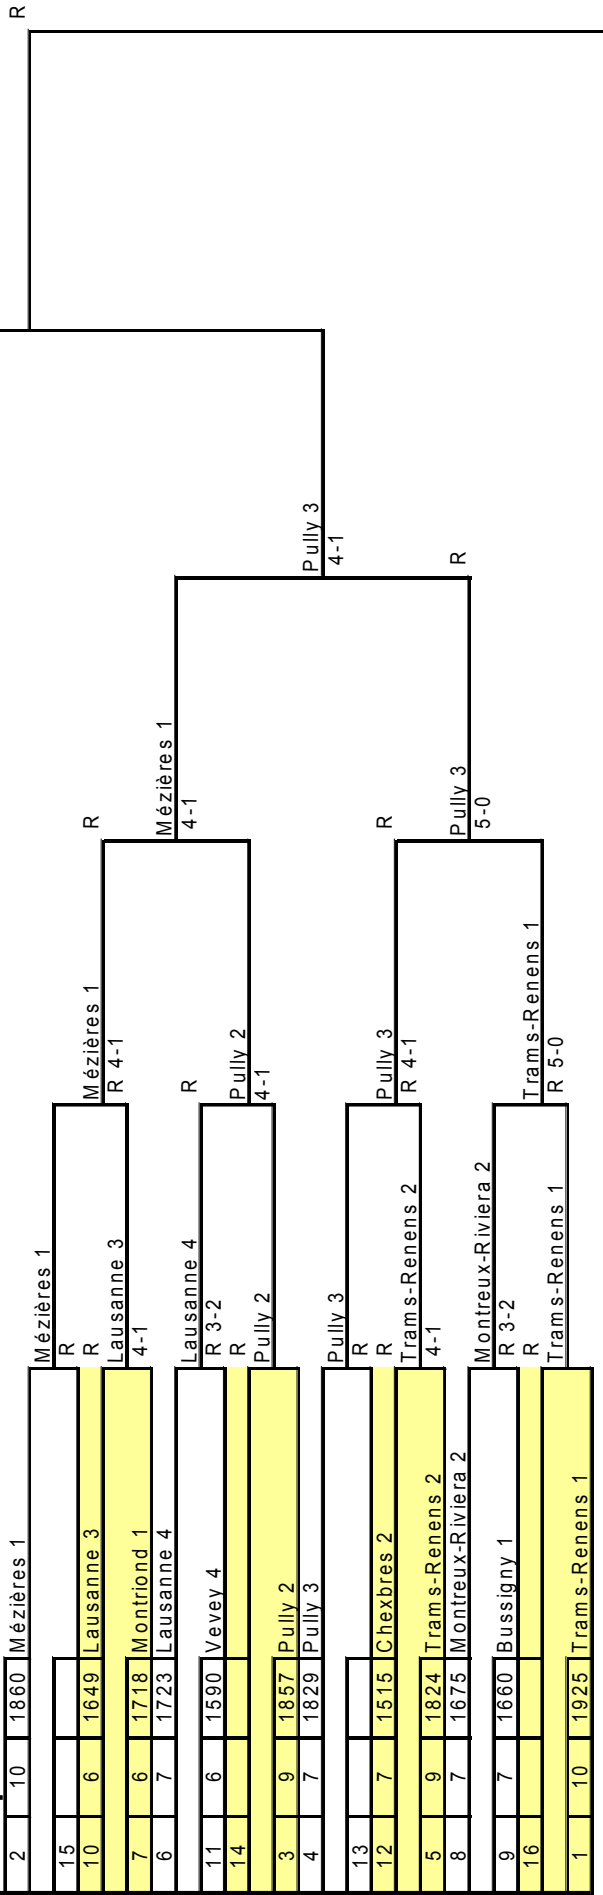 R
Pully 3
4-1
R
Mézières 1
4-1
R
Pully 3
5-0
R
Mézières 1
R 4-1
Pully 2
4-1
R
Pully 3
R 4-1
Trams-Renens 1
R 5-0
Mézières 1
R
R
Lausanne 3
4-1
Lausanne 4
R 3-2
R
Pully 2
Pully 3
R
R
Trams-Renens 2
4-1
Montreux-Riviera 2
R 3-2
R
Trams-Renens 1
2 10 1860 Mézières 1
15
10 6 1649 Lausanne 3
7 6 1718 Montriond 1
6 7 1723 Lausanne 4
11 6 1590 Vevey 4
14
3 9 1857 Pully 2
4 7 1829 Pully 3
13
12 7 1515 Chexbres 2
5 9 1824 Trams-Renens 2
8 7 1675 Montreux-Riviera 2
9 7 1660 Bussigny 1
16
1 10 1925 Trams-Renens 1